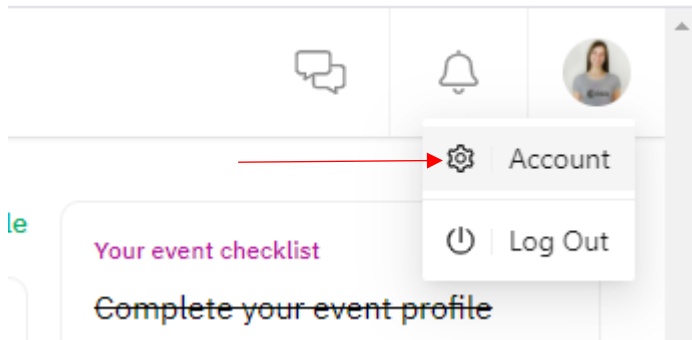 Account
le
Your event checklist
Log Out
Complete your event profile